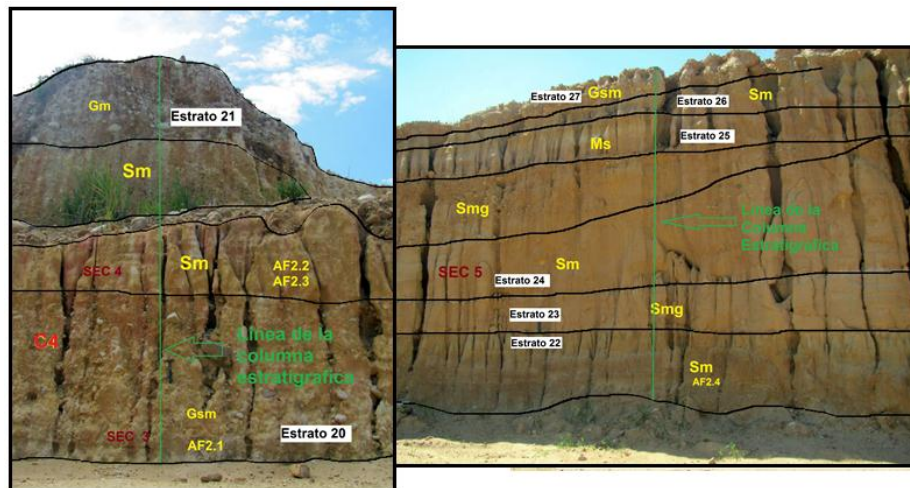 Gm
Estrato 21
Sm
SEC 4
Sm
AF2.2
AF2.3
C4
Línea de la
columna
estratigrafica
Gsm
SEC 3
AF2.1
Estrato 20
Estrato 27
Gsm
Estrato 26
Sm
Ms
Estrato 25
Smg
Línea de la
Columna
Estratigrafica
SEC 5
Sm
Estrato 24
Smg
Estrato 23
Estrato 22
Sm
AF2.4